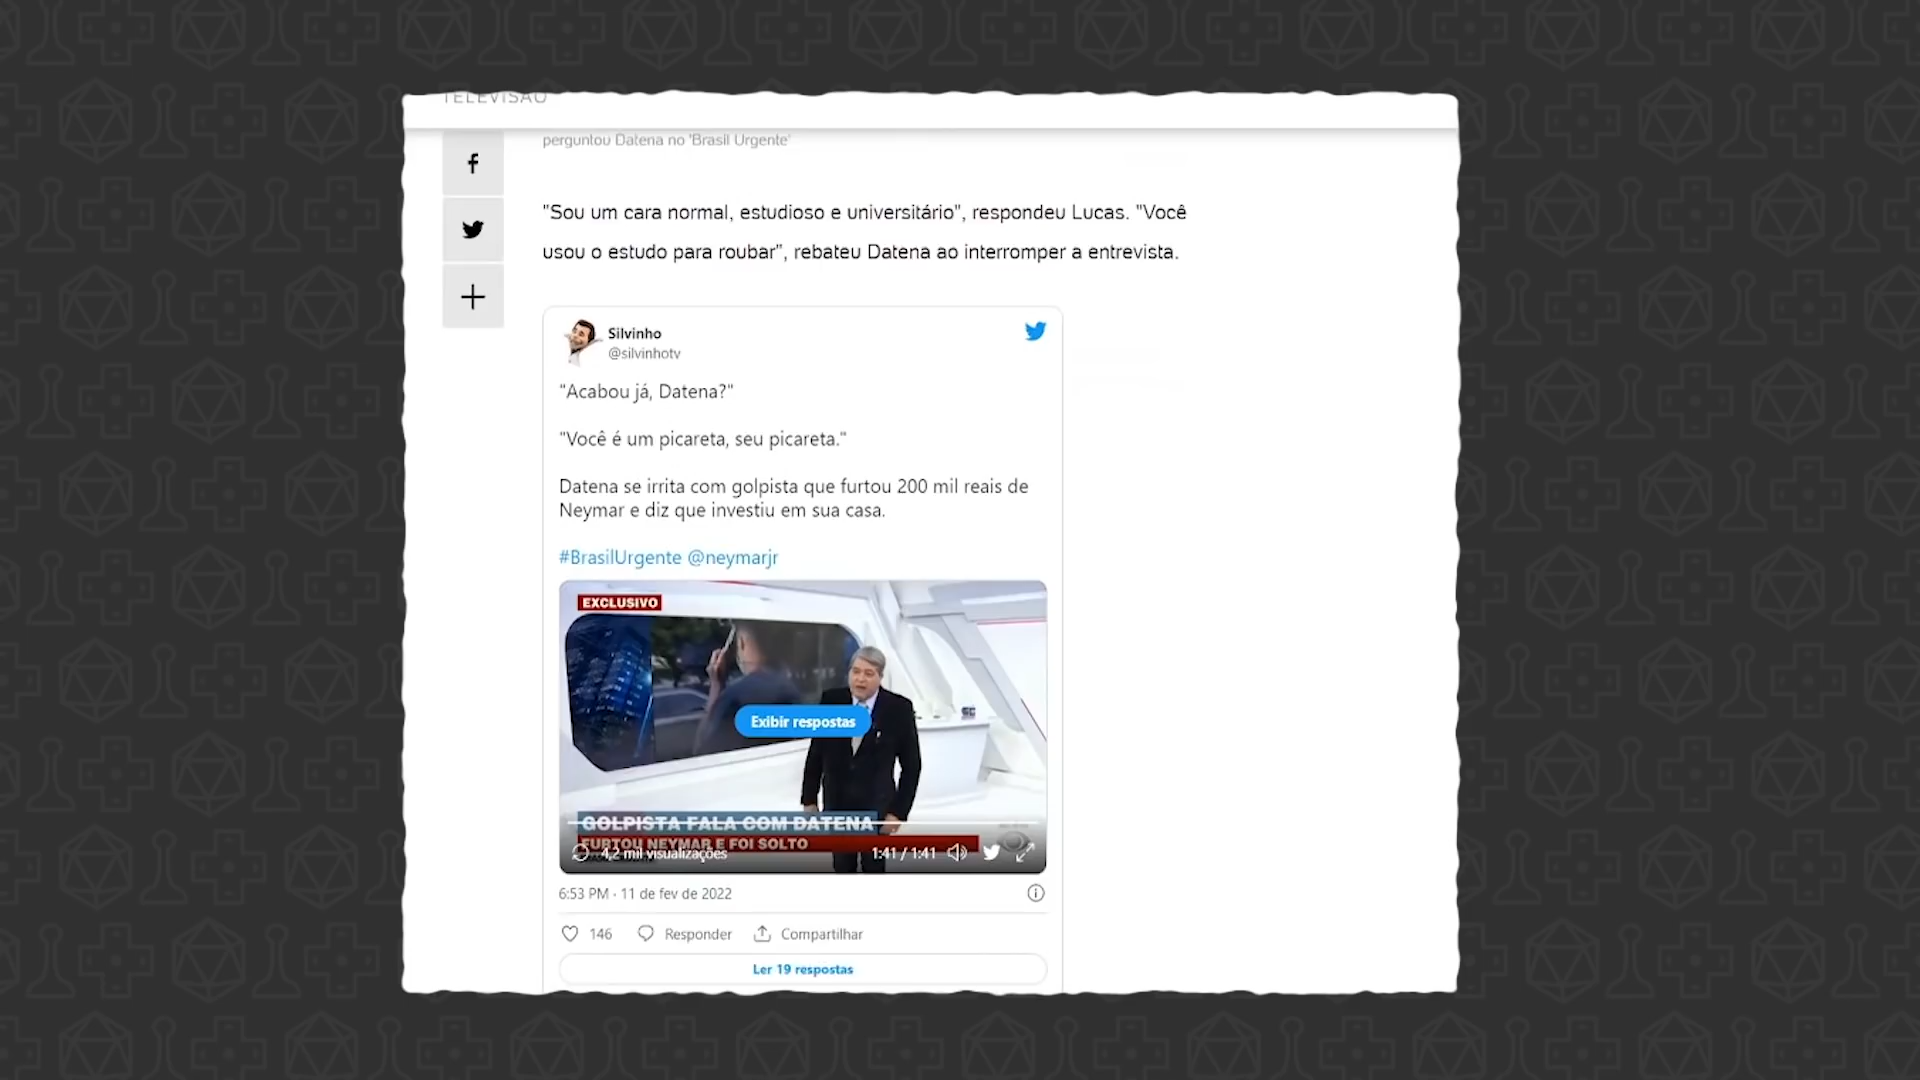 TELEVISÃO
perguntou Datena no 'Brasil Urgente'
"Sou um cara normal, estudioso e universitário", respondeu Lucas. "Você
usou o estudo para roubar", rebateu Datena ao interromper a entrevista.
Silvinho
@silvinhotv
"Acabou já, Datena?"
"Você é um picareta, seu picareta."
Datena se irrita com golpista que furtou 200 mil reais de
Neymar e diz que investiu em sua casa.
#BrasilUrgente @neymarjr
EXCLUSIVO
Exibir respostas
GOLPISTA FALA COM DATENA
FURTOU NEYMAR E FOI SOLTO
4,2 mil visualizações
1:41 / 1:41
6:53 PM · 11 de fev de 2022
146 Responder Compartilhar
Ler 19 respostas